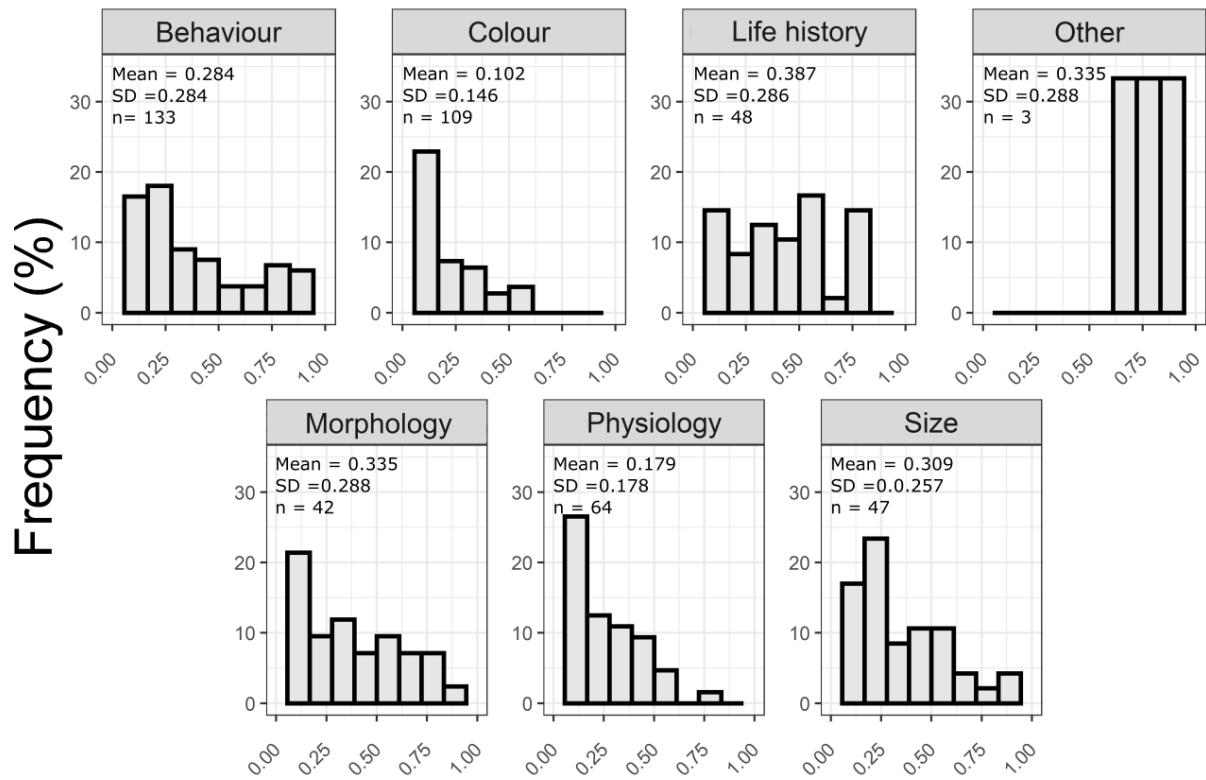 Behaviour
Mean = 0.284
SD =0.284
n= 133
30
20
10
0
0.00 0.25 0.50 0.75 1.00
Colour
Mean = 0.102
SD =0.146
n = 109
30
20
10
0
0.00 0.25 0.50 0.75 1.00
Life history
Mean = 0.387
SD =0.286
n = 48
30
20
10
0
0.00 0.25 0.50 0.75 1.00
Other
Mean = 0.335
SD =0.288
n = 3
30
20
10
0
0.00 0.25 0.50 0.75 1.00
Frequency (%)
Morphology
Mean = 0.335
SD =0.288
n = 42
30
20
10
0
0.00 0.25 0.50 0.75 1.00
Physiology
Mean = 0.179
SD =0.178
n = 64
30
20
10
0
0.00 0.25 0.50 0.75 1.00
Size
Mean = 0.309
SD =0.0.257
n = 47
30
20
10
0
0.00 0.25 0.50 0.75 1.00